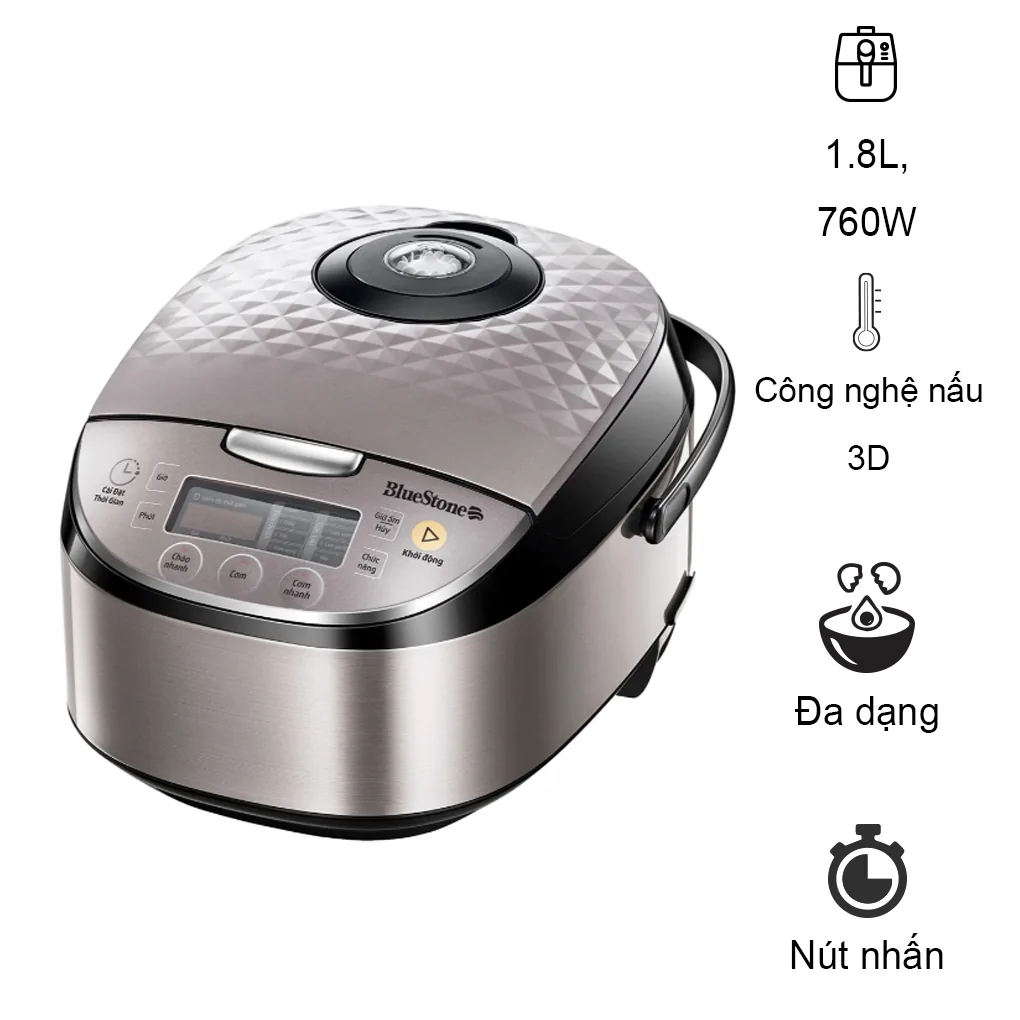 1.8L,
760W
Công nghệ nấu
3D
Đa dạng
Nút nhấn
BlueStone
Cài Đặt
Thời Gian
Giờ
Phút
Giữ ấm
Hủy
Khởi động
Chức
năng
Cháo
nhanh
Cơm
Cơm
nhanh